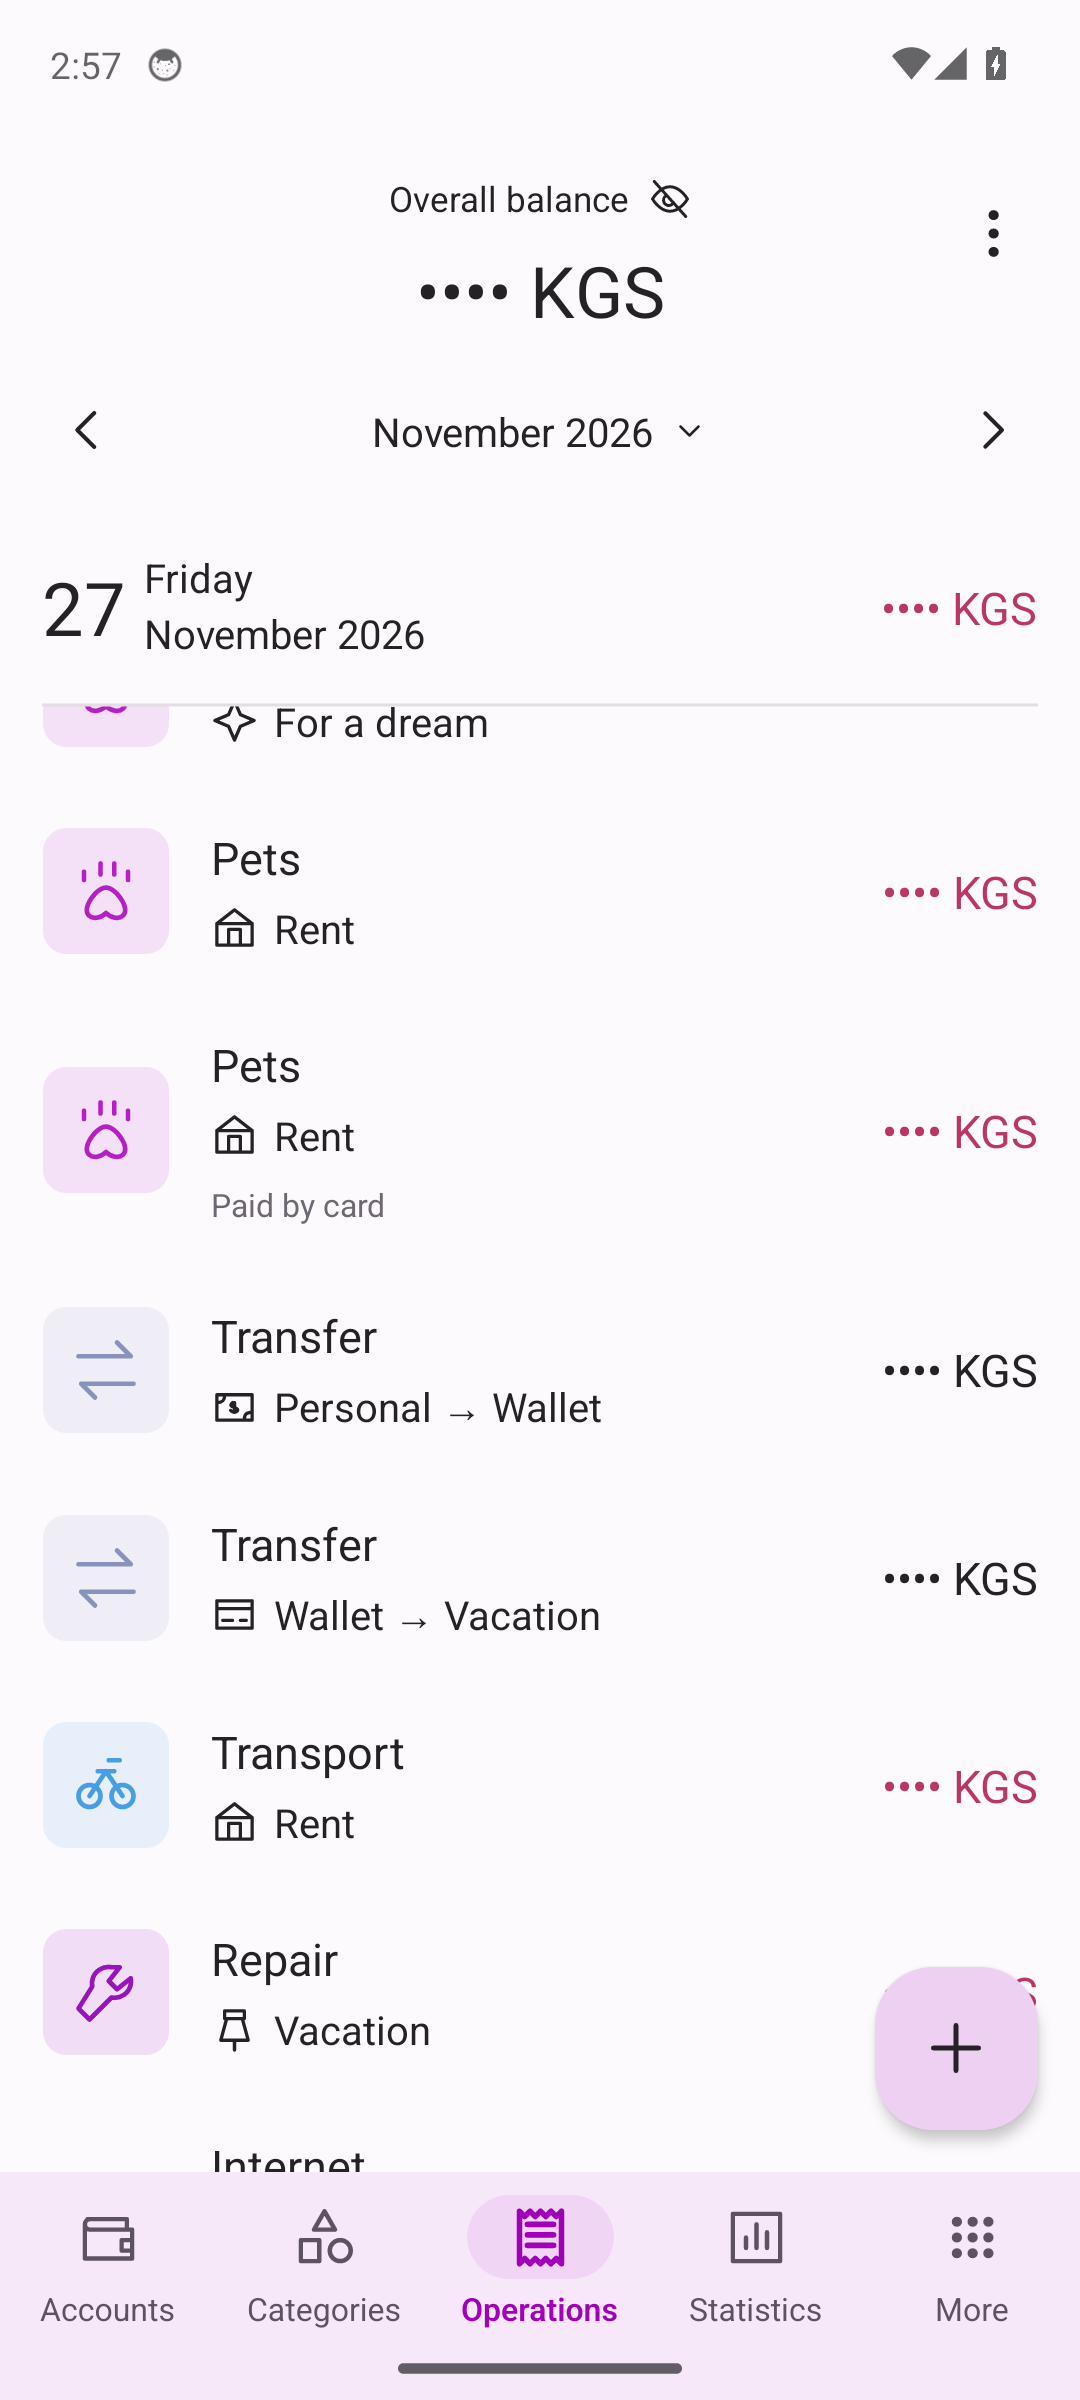 2:57
Overall balance
•••• KGS
November 2026
27
Friday
November 2026
•••• KGS
For a dream
Pets
Rent
•••• KGS
Pets
Rent
Paid by card
•••• KGS
Transfer
Personal → Wallet
•••• KGS
Transfer
Wallet → Vacation
•••• KGS
Transport
Rent
•••• KGS
Repair
Vacation
Internet
Accounts
Categories
Operations
Statistics
More